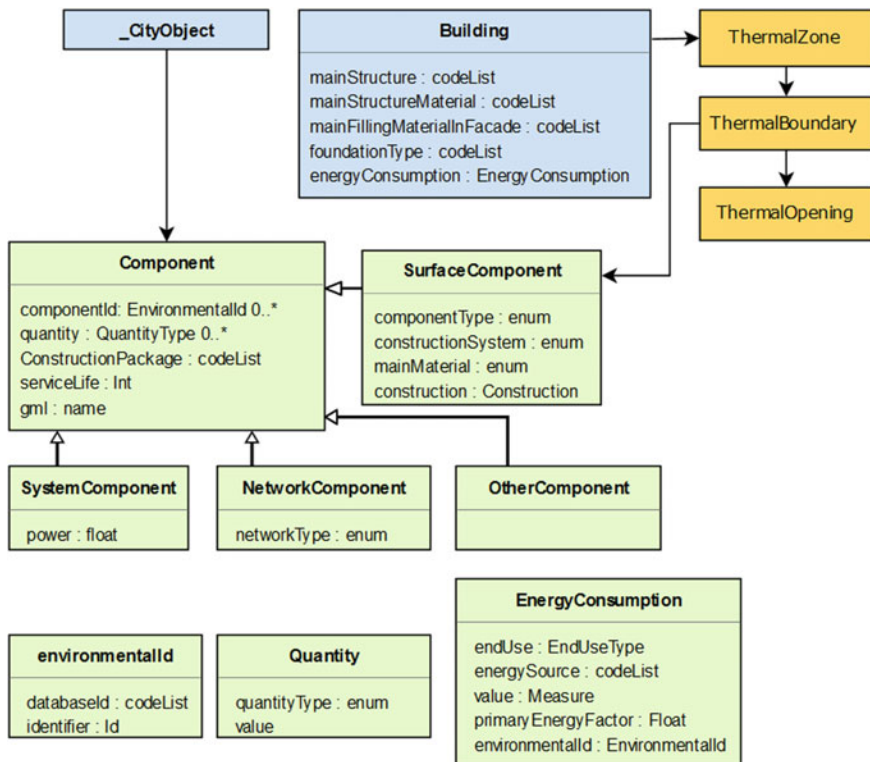 _CityObject
Building
mainStructure : codeList
mainStructureMaterial : codeList
mainFillingMaterialInFacade : codeList
foundationType : codeList
energyConsumption : EnergyConsumption
ThermalZone
ThermalBoundary
ThermalOpening
Component
componentId: EnvironmentalId 0..*
quantity : QuantityType 0..*
ConstructionPackage : codeList
serviceLife : Int
gml : name
SurfaceComponent
componentType : enum
constructionSystem : enum
mainMaterial : enum
construction : Construction
SystemComponent
power : float
NetworkComponent
networkType : enum
OtherComponent
environmentalId
databaseId : codeList
identifier : Id
Quantity
quantityType : enum
value
EnergyConsumption
endUse : EndUseType
energySource : codeList
value : Measure
primaryEnergyFactor : Float
environmentalId : EnvironmentalId